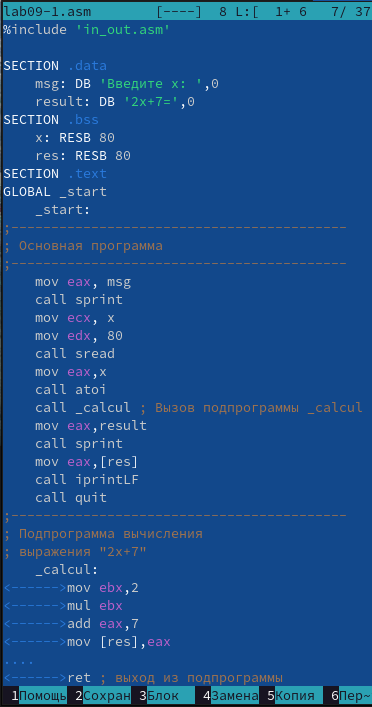 lab09-1.asm        [----]  8 L:[  1+ 6   7/ 37
%include 'in_out.asm'
SECTION .data
    msg: DB 'Введите x: ',0
    result: DB '2x+7=',0
SECTION .bss
    x: RESB 80
    res: RESB 80
SECTION .text
GLOBAL _start
    _start:
;------------------------------------------
; Основная программа
;------------------------------------------
    mov eax, msg
    call sprint
    mov ecx, x
    mov edx, 80
    call sread
    mov eax,x
    call atoi
    call _calcul ; Вызов подпрограммы _calcul
    mov eax,result
    call sprint
    mov eax,[res]
    call iprintLF
    call quit
;------------------------------------------
; Подпрограмма вычисления
; выражения "2x+7"
    _calcul:
<------>mov ebx,2
<------>mul ebx
<------>add eax,7
<------>mov [res],eax
....
<------>ret ; выход из подпрограммы
1Помощь 2Сохран 3Блок 4Замена 5Копия 6Пер~